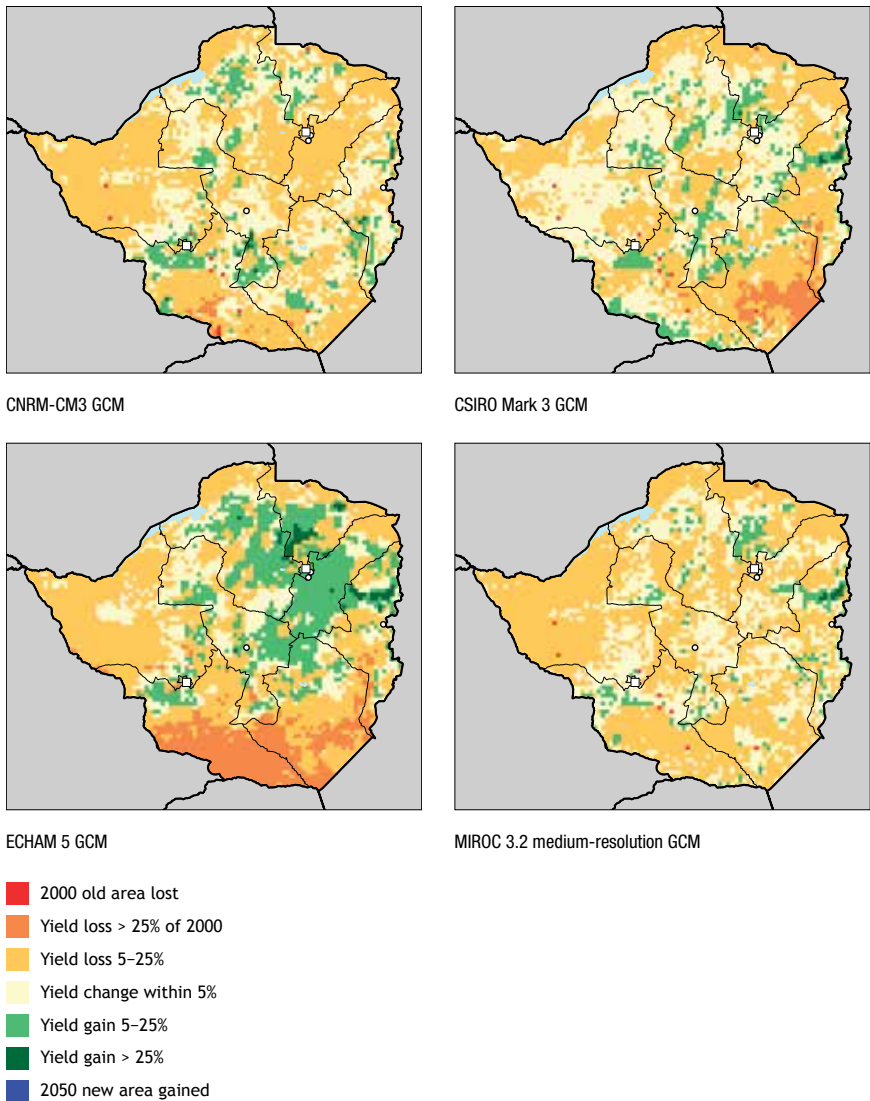 CNRM-CM3 GCM
CSIRO Mark 3 GCM
ECHAM 5 GCM
MIROC 3.2 medium-resolution GCM
2000 old area lost
Yield loss > 25% of 2000
Yield loss 5–25%
Yield change within 5%
Yield gain 5–25%
Yield gain > 25%
2050 new area gained